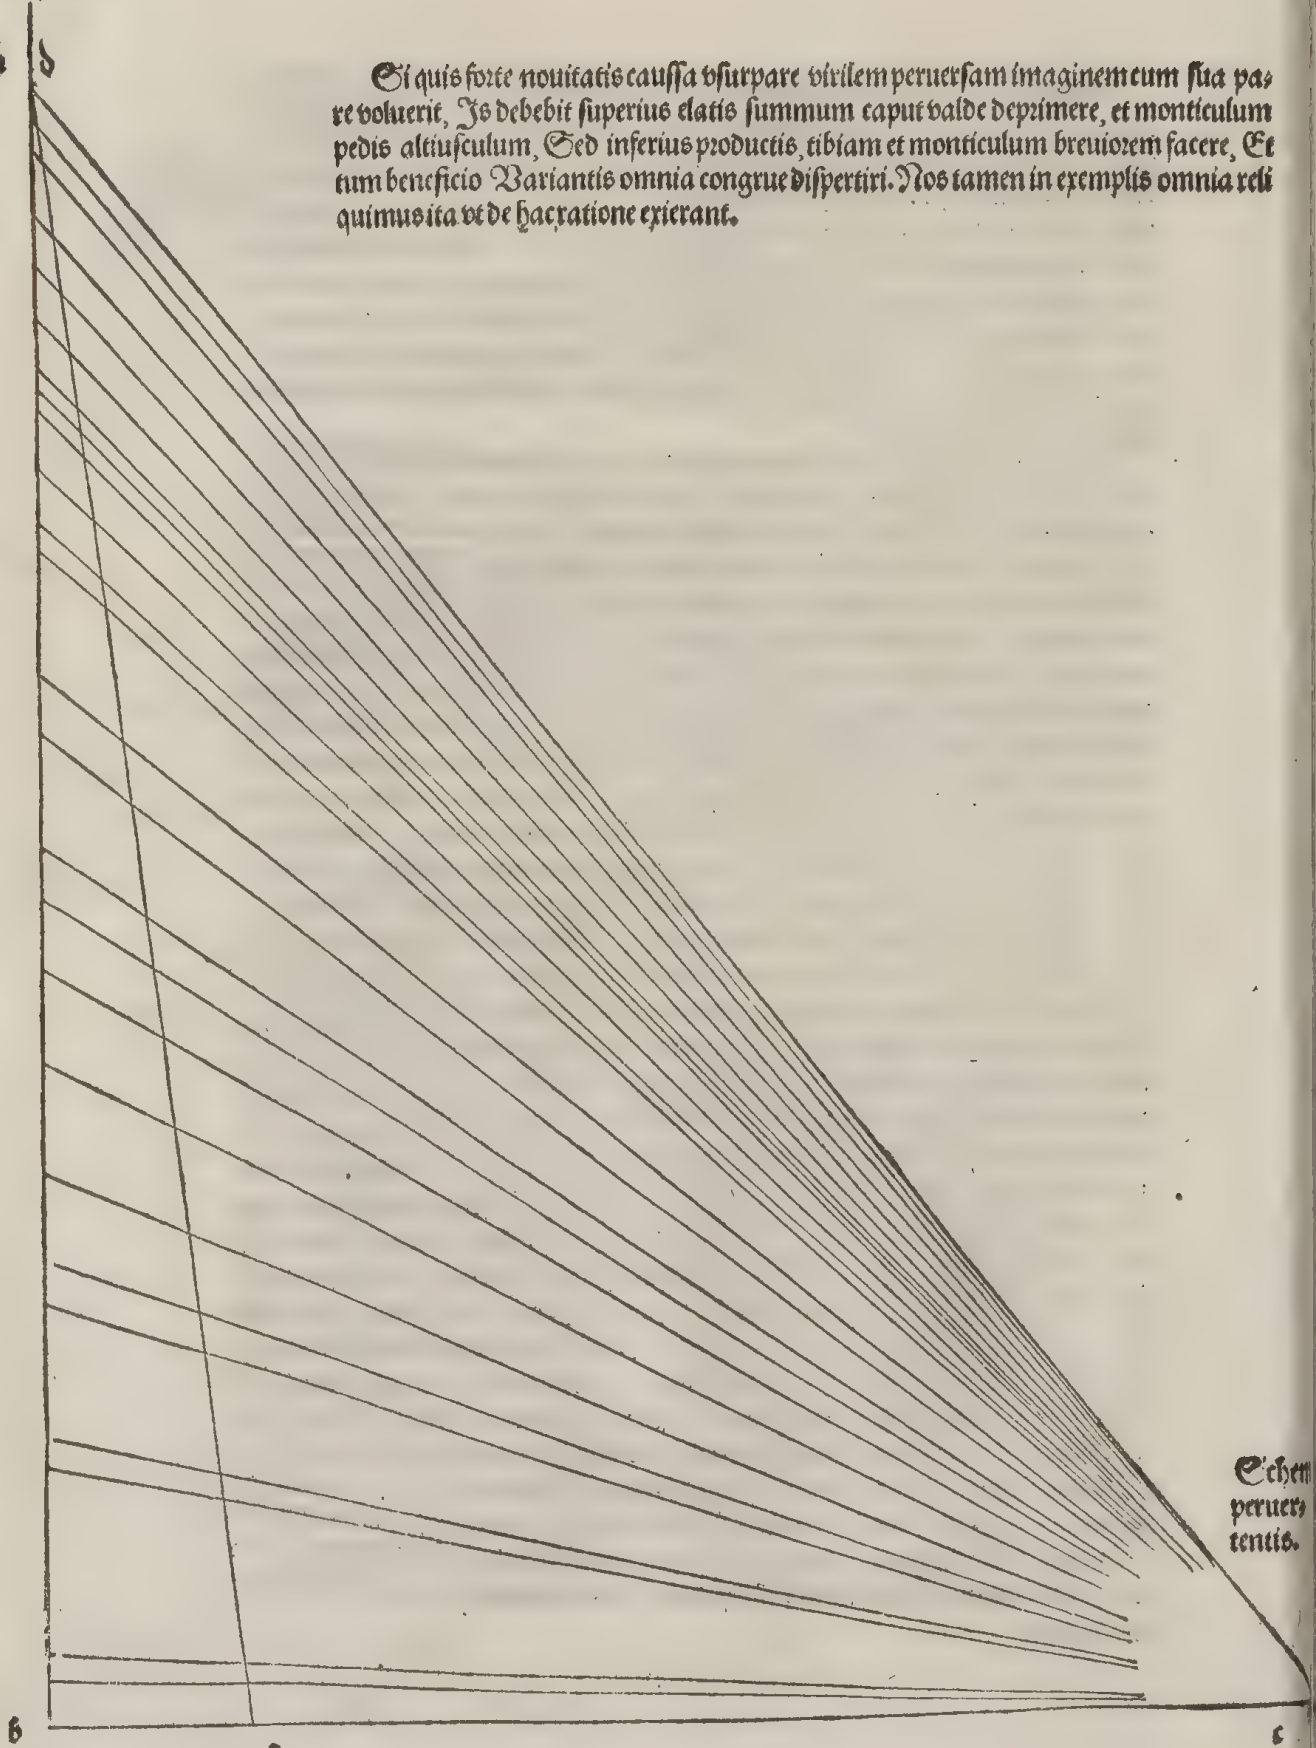 d
Si quis forte nouitatis caussa vsurpare virilem peruersam imaginem cum sua pa-
re voluerit, Is debebit superius elatis summum caput valde deprimere, et monticulum
pedis altiusculum, Sed inferius productis, tibiam et monticulum breuiorem facere, Et
tum beneficio Variantis omnia congrue dispertiri. Nos tamen in exemplis omnia reli
quimus ita vt de hac ratione exierant.
Schem
peruer-
tentis.
b
c